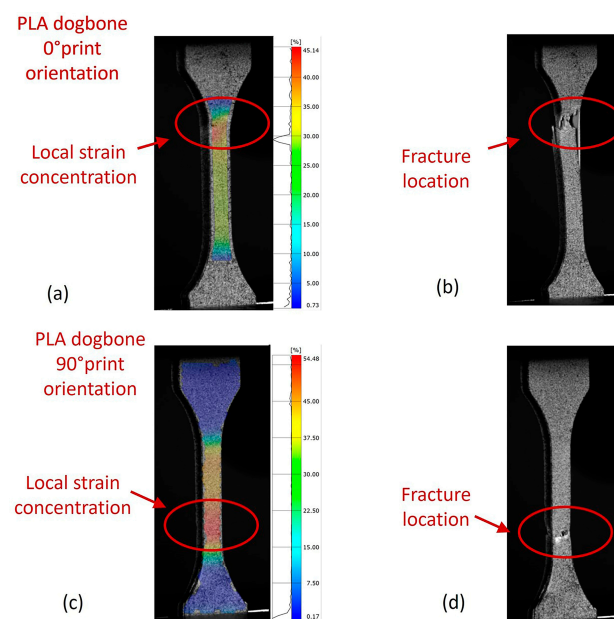 PLA dogbone
0°print
orientation
Local strain
concentration
(a)
[%]
45.14
40.00
35.00
30.00
25.00
20.00
15.00
10.00
5.00
0.73
Fracture
location
(b)
PLA dogbone
90°print
orientation
Local strain
concentration
(c)
[%]
54.48
45.00
37.50
30.00
22.50
15.00
7.50
0.17
Fracture
location
(d)